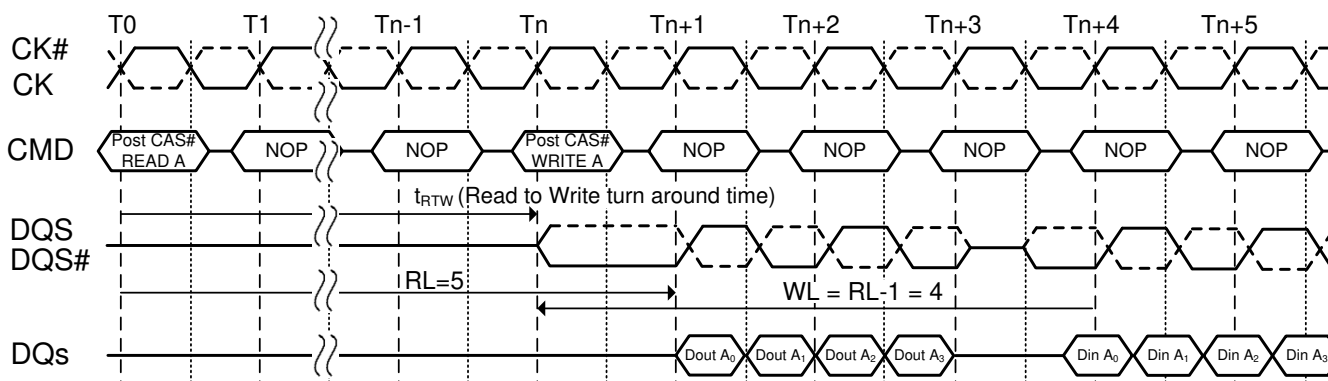 T0 T1 Tn-1 Tn Tn+1 Tn+2 Tn+3 Tn+4 Tn+5
CK#
CK
CMD
Post CAS#
READ A
NOP
NOP
Post CAS#
WRITE A
NOP
NOP
NOP
NOP
NOP
tRTW (Read to Write turn around time)
DQS
DQS#
RL=5
WL = RL-1 = 4
DQs
Dout A0 Dout A1 Dout A2 Dout A3 Din A0 Din A1 Din A2 Din A3